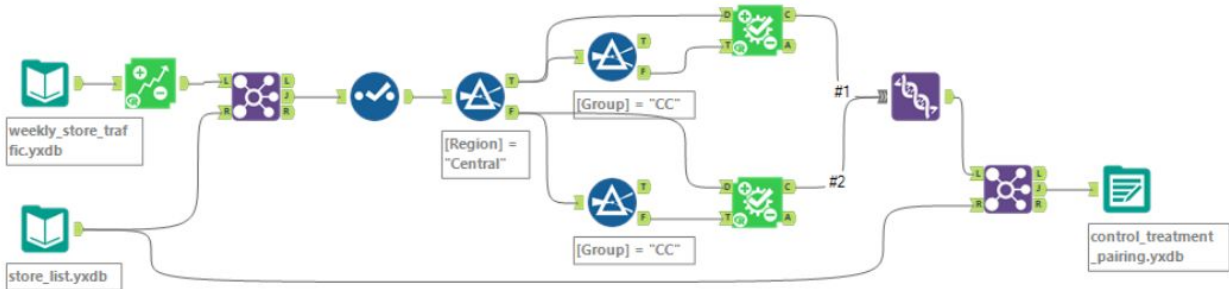 D
C
T
T
A
F
#1
L
L
T
[Group] = "CC"
J
R
R
F
weekly_store_traf
fic.yxdb
[Region] =
"Central"
L
L
#2
D
C
J
T
R
R
F
T
A
[Group] = "CC"
control_treatment
_pairing.yxdb
store_list.yxdb